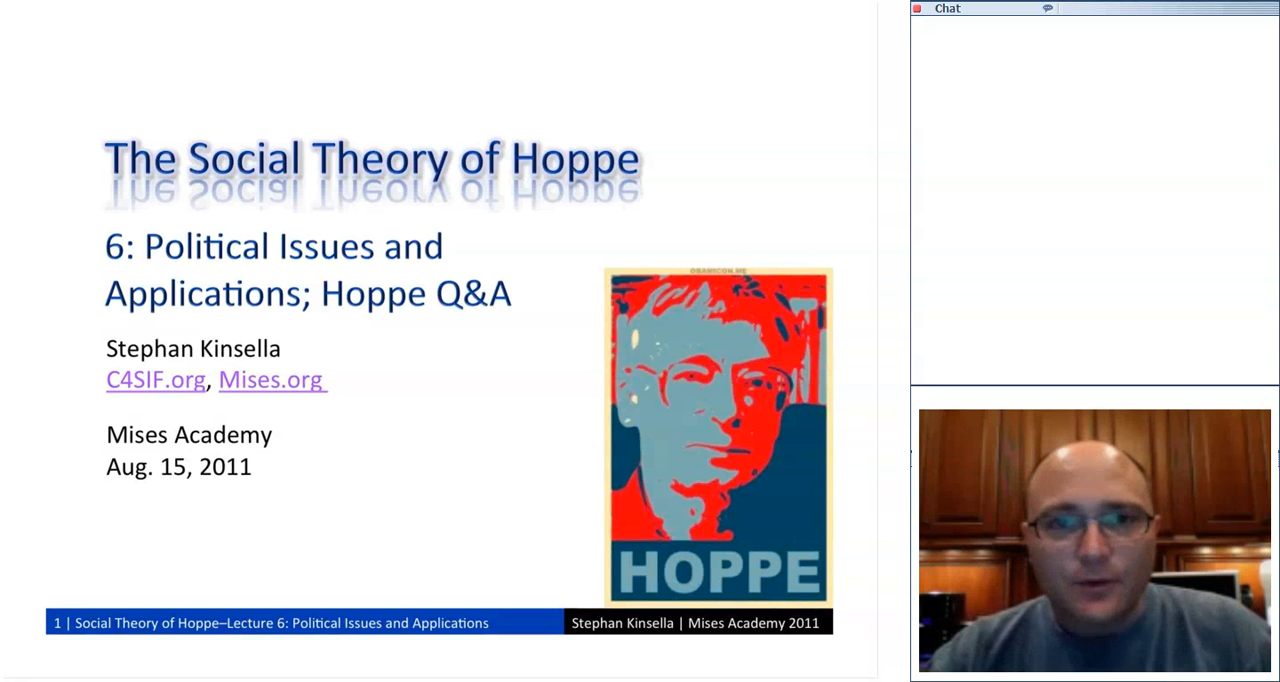 Chat
The Social Theory of Hoppe
6: Political Issues and
Applications; Hoppe Q&A
Stephan Kinsella
C4SIF.org, Mises.org
Mises Academy
Aug. 15, 2011
OBAMICON.ME
HOPPE
1 | Social Theory of Hoppe–Lecture 6: Political Issues and Applications
Stephan Kinsella | Mises Academy 2011